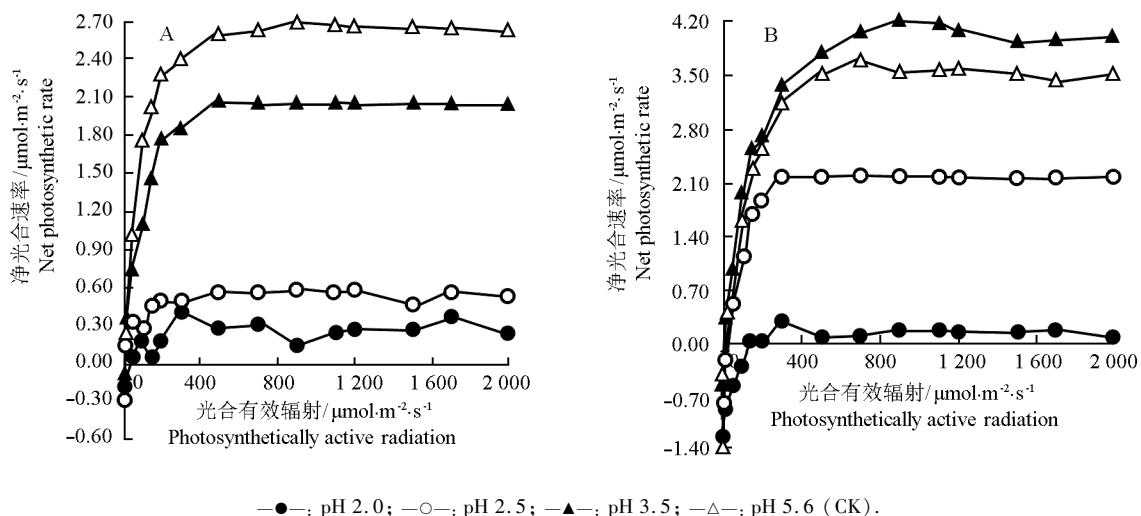 A
2.70
2.40
2.10
1.80
1.50
1.20
0.90
0.60
0.30
0.00
-0.30
-0.60
净光合速率/μmol·m⁻²·s⁻¹
Net photosynthetic rate
0 400 800 1 200 1 600 2 000
光合有效辐射/μmol·m⁻²·s⁻¹
Photosynthetically active radiation
B
4.20
3.50
2.80
2.10
1.40
0.70
0.00
-0.70
-1.40
净光合速率/μmol·m⁻²·s⁻¹
Net photosynthetic rate
0 400 800 1 200 1 600 2 000
光合有效辐射/μmol·m⁻²·s⁻¹
Photosynthetically active radiation
—●—: pH 2.0; —○—: pH 2.5; —▲—: pH 3.5; —△—: pH 5.6 (CK).